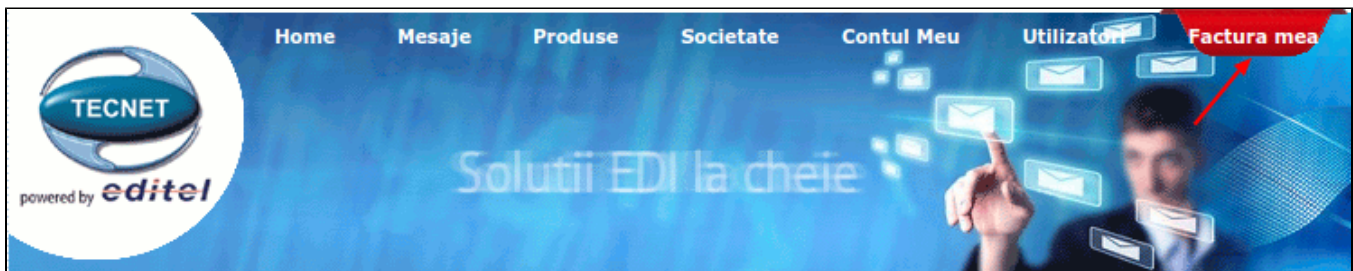 Home Mesaje Produse Societate Contul Meu Utilizatori Factura mea
TECNET
Solutii EDI la cheie
powered by editel